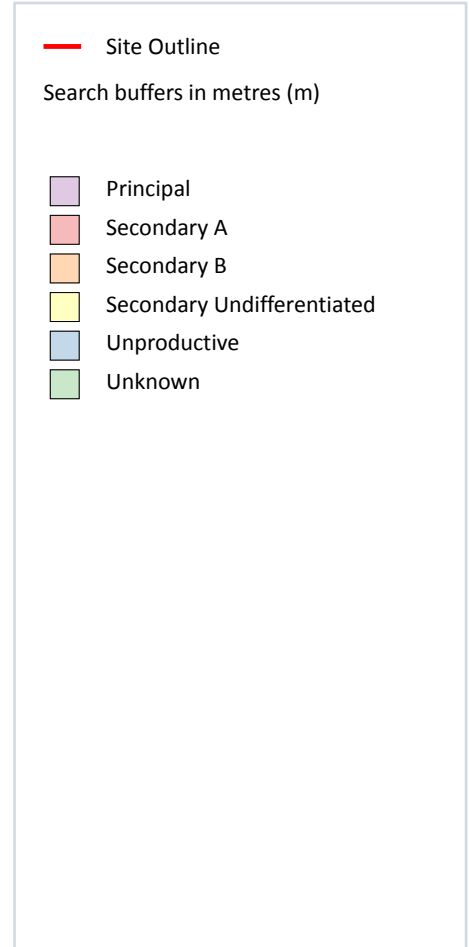 Site Outline
Search buffers in metres (m)
Principal
Secondary A
Secondary B
Secondary Undifferentiated
Unproductive
Unknown